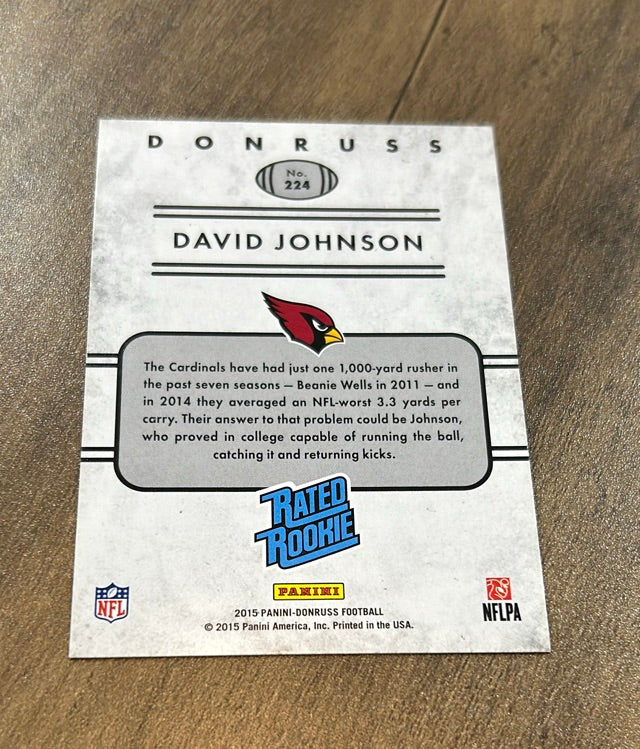 DONRUSS
No.
224
DAVID JOHNSON
The Cardinals have had just one 1,000-yard rusher in
the past seven seasons — Beanie Wells in 2011 — and
in 2014 they averaged an NFL-worst 3.3 yards per
carry. Their answer to that problem could be Johnson,
who proved in college capable of running the ball,
catching it and returning kicks.
RATED
ROOKIE
PANINI
NFL
NFLPA
2015 PANINI-DONRUSS FOOTBALL
© 2015 Panini America, Inc. Printed in the USA.